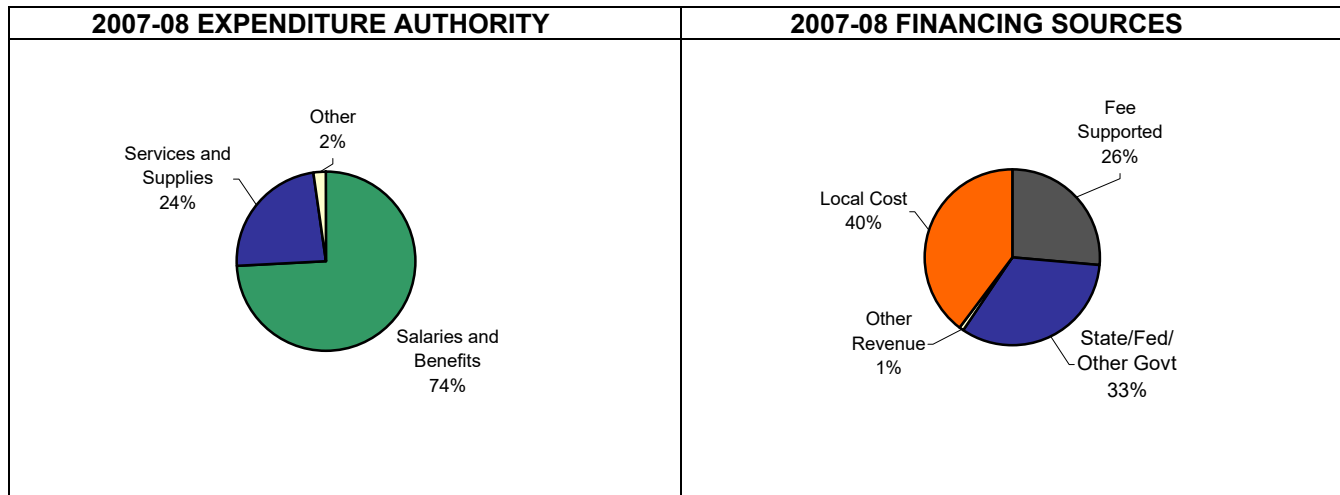 2007-08 EXPENDITURE AUTHORITY
Other
2%
Services and
Supplies
24%
Salaries and
Benefits
74%
2007-08 FINANCING SOURCES
Fee
Supported
26%
Local Cost
40%
Other
Revenue
1%
State/Fed/
Other Govt
33%